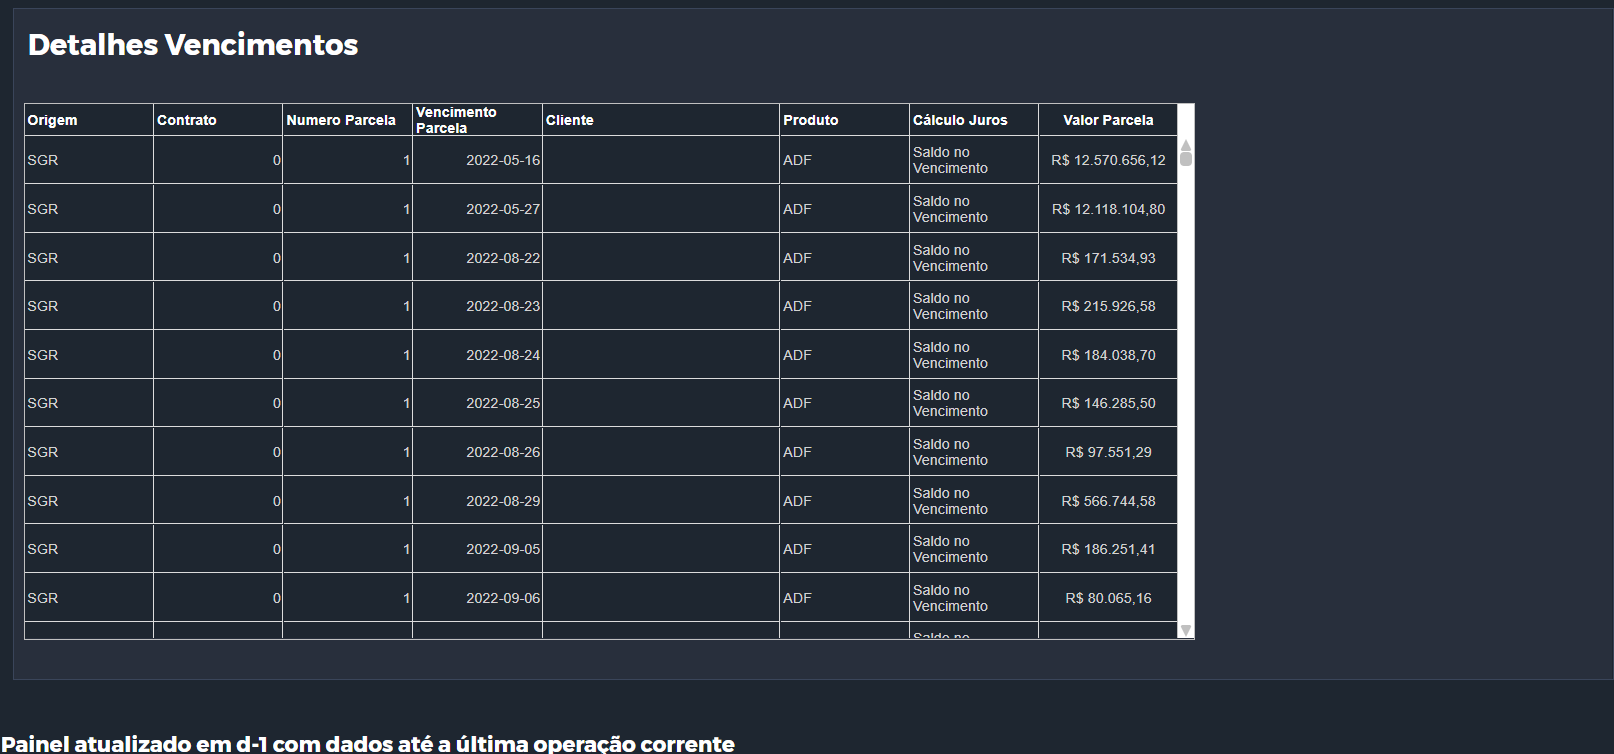 Detalhes Vencimentos
Origem Contrato Numero Parcela Vencimento Parcela Cliente Produto Cálculo Juros Valor Parcela
SGR 0 1 2022-05-16 ADF Saldo no Vencimento R$ 12.570.656,12
SGR 0 1 2022-05-27 ADF Saldo no Vencimento R$ 12.118.104,80
SGR 0 1 2022-08-22 ADF Saldo no Vencimento R$ 171.534,93
SGR 0 1 2022-08-23 ADF Saldo no Vencimento R$ 215.926,58
SGR 0 1 2022-08-24 ADF Saldo no Vencimento R$ 184.038,70
SGR 0 1 2022-08-25 ADF Saldo no Vencimento R$ 146.285,50
SGR 0 1 2022-08-26 ADF Saldo no Vencimento R$ 97.551,29
SGR 0 1 2022-08-29 ADF Saldo no Vencimento R$ 566.744,58
SGR 0 1 2022-09-05 ADF Saldo no Vencimento R$ 186.251,41
SGR 0 1 2022-09-06 ADF Saldo no Vencimento R$ 80.065,16
Saldo no
Painel atualizado em d-1 com dados até a última operação corrente